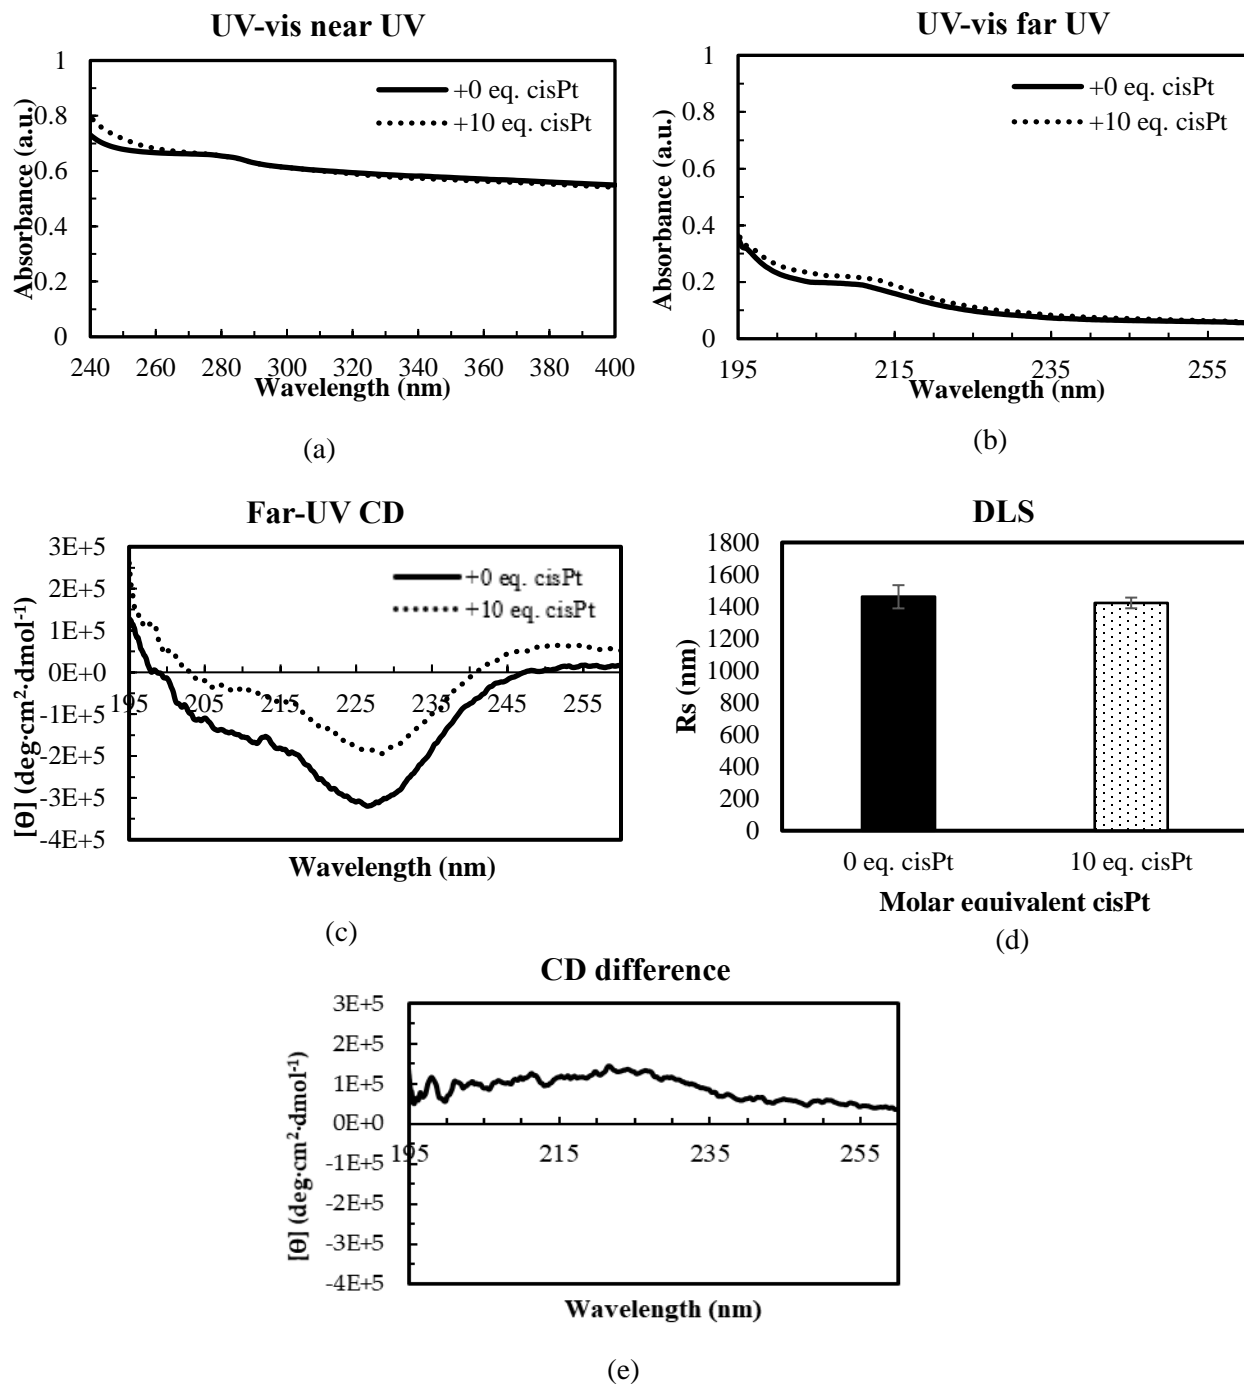 UV-vis near UV
1
0.8
0.6
0.4
0.2
0
Absorbance (a.u.)
+0 eq. cisPt
+10 eq. cisPt
240 260 280 300 320 340 360 380 400
Wavelength (nm)
(a)
UV-vis far UV
1
0.8
0.6
0.4
0.2
0
Absorbance (a.u.)
+0 eq. cisPt
+10 eq. cisPt
195 215 235 255
Wavelength (nm)
(b)
Far-UV CD
3E+5
2E+5
1E+5
0E+0
-1E+5
-2E+5
-3E+5
-4E+5
[Θ] (deg·cm²·dmol⁻¹)
+0 eq. cisPt
+10 eq. cisPt
195 205 215 225 235 245 255
Wavelength (nm)
(c)
DLS
1800
1600
1400
1200
1000
800
600
400
200
0
Rs (nm)
0 eq. cisPt 10 eq. cisPt
Molar equivalent cisPt
(d)
CD difference
3E+5
2E+5
1E+5
0E+0
-1E+5
-2E+5
-3E+5
-4E+5
[Θ] (deg·cm²·dmol⁻¹)
195 215 235 255
Wavelength (nm)
(e)